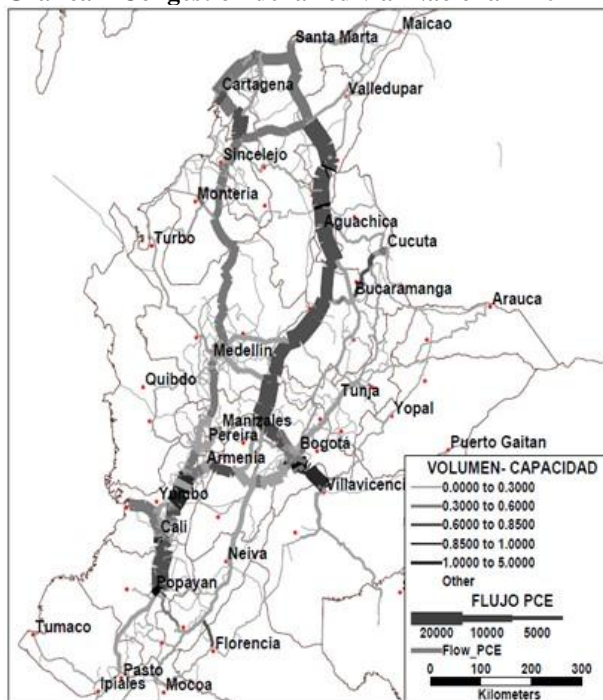 Santa Marta
Maicao
Cartagena
Valledupar
Sincelejo
Monteria
Aguachica
Turbo
Cucuta
Bucaramanga
Arauca
Medellin
Quibdo
Tunja
Yopal
Manizales
Pereira
Bogotá
Puerto Gaitan
Armenia
Villavicenci
Yumbo
Cali
Neiva
Popayan
Tumaco
Florencia
Pasto
Ipiales
Mocoa
VOLUMEN- CAPACIDAD
0.0000 to 0.3000
0.3000 to 0.6000
0.6000 to 0.8500
0.8500 to 1.0000
1.0000 to 5.0000
Other
FLUJO PCE
20000 10000 5000
Flow_PCE
0 100 200 300
Kilometers